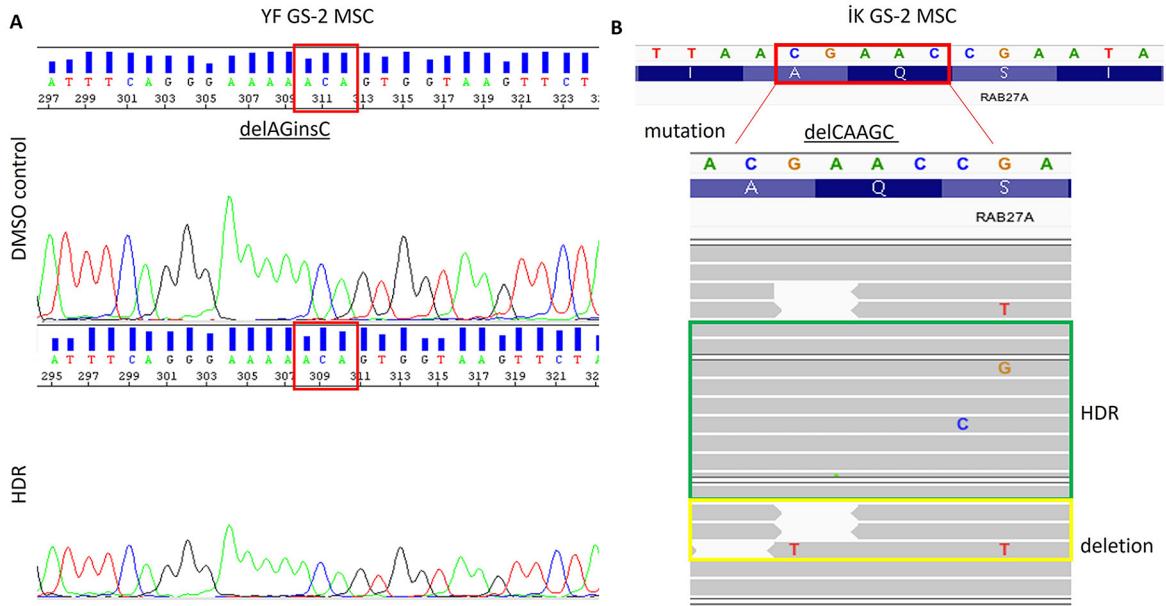 A
YF GS-2 MSC
A T T T C A G G G A A A A A C A G T G G T A A G T T C T
297 299 301 303 305 307 309 311 313 315 317 319 321 323
delAGinsC
DMSO control
A T T T C A G G G A A A A A C A G T G G T A A G T T C T A
295 297 299 301 303 305 307 309 311 313 315 317 319 321
HDR
B
İK GS-2 MSC
T T A A C G A A C C G A A T A
I A Q S I
RAB27A
mutation
delCAAGC
A C G A A C C G A
A Q S
RAB27A
T
G
C
HDR
T T
deletion